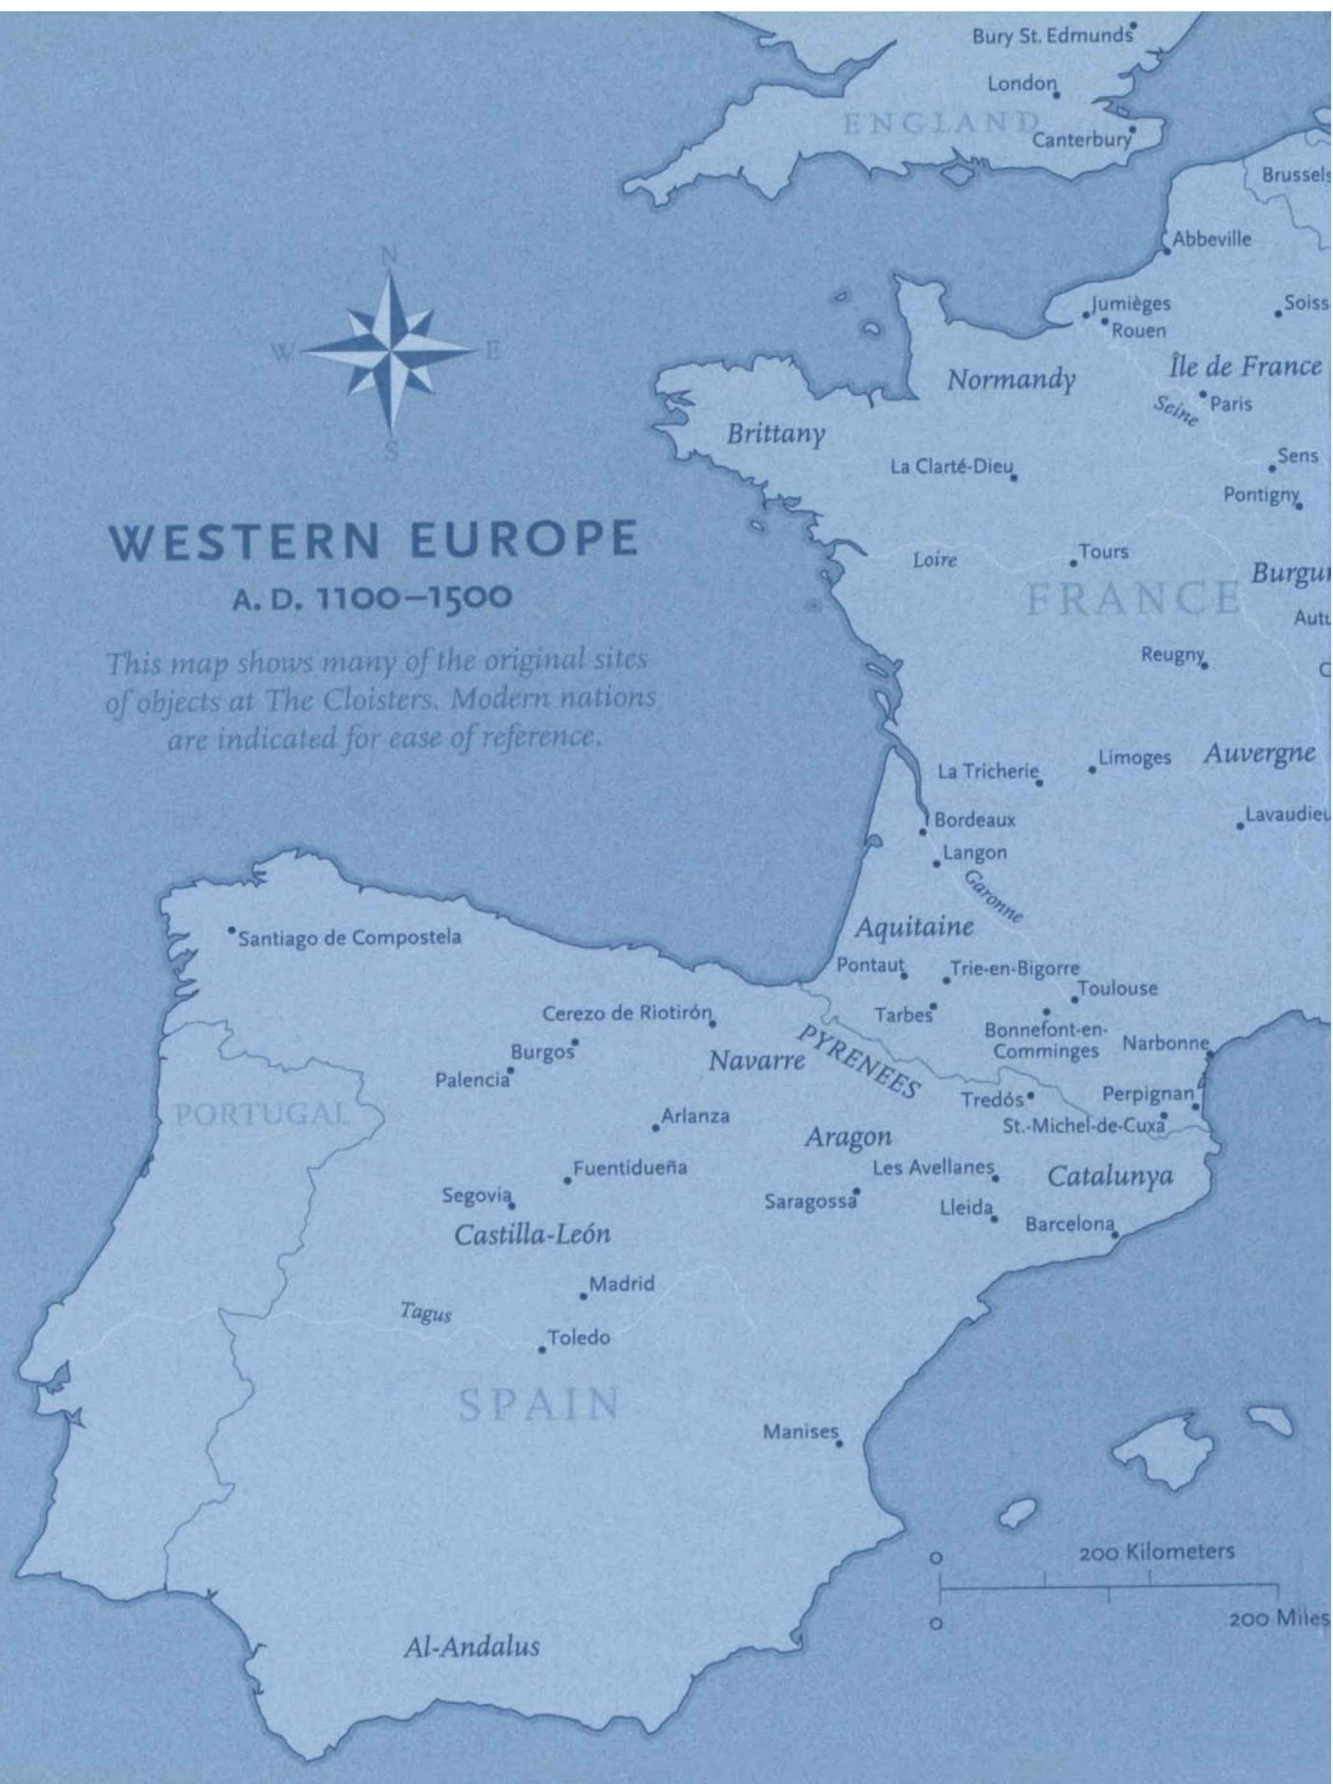 Bury St. Edmunds
London
ENGLAND
Canterbury
Brussels
Abbeville
Jumièges
Soiss
Rouen
N
W
E
S
Île de France
Normandy
Seine
Paris
Brittany
La Clarté-Dieu
Sens
Pontigny
WESTERN EUROPE
A. D. 1100–1500
This map shows many of the original sites
of objects at The Cloisters. Modern nations
are indicated for ease of reference.
Loire
Tours
Burgu
FRANCE
Autu
Reugny
C
Limoges
Auvergne
La Tricherie
Bordeaux
Lavaudieu
Langon
Garonne
Aquitaine
Santiago de Compostela
Pontaut
Trie-en-Bigorre
Toulouse
Tarbes
Cerezo de Riotirón
Bonnefont-en-
Comminges
Narbonne
Burgos
Navarre
PYRENEES
Palencia
Tredós
Perpignan
PORTUGAL
Arlanza
St.-Michel-de-Cuxa
Aragon
Fuentidueña
Les Avellanes
Catalunya
Segovia
Saragossa
Lleida
Barcelona
Castilla-León
Madrid
Tagus
Toledo
SPAIN
Manises
0
200 Kilometers
0
200 Miles
Al-Andalus